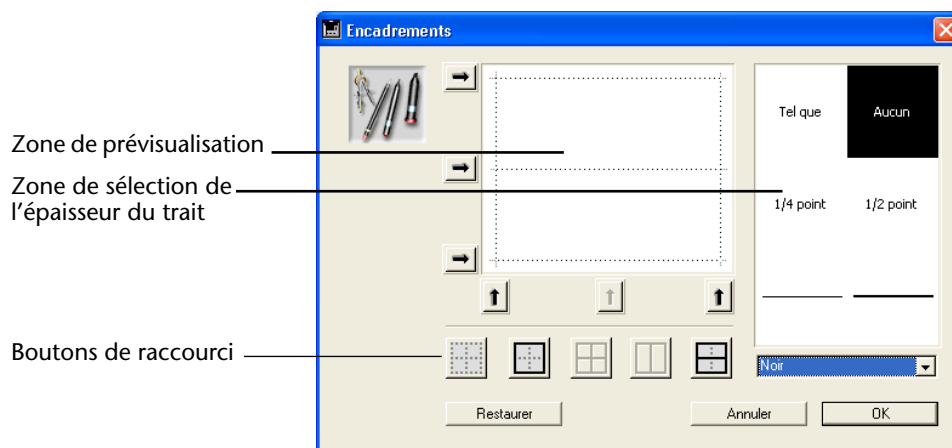 Encadrements
Tel que
Aucun
Zone de prévisualisation
Zone de sélection de
l’épaisseur du trait
1/4 point
1/2 point
Boutons de raccourci
Noir
Restaurer
Annuler
OK